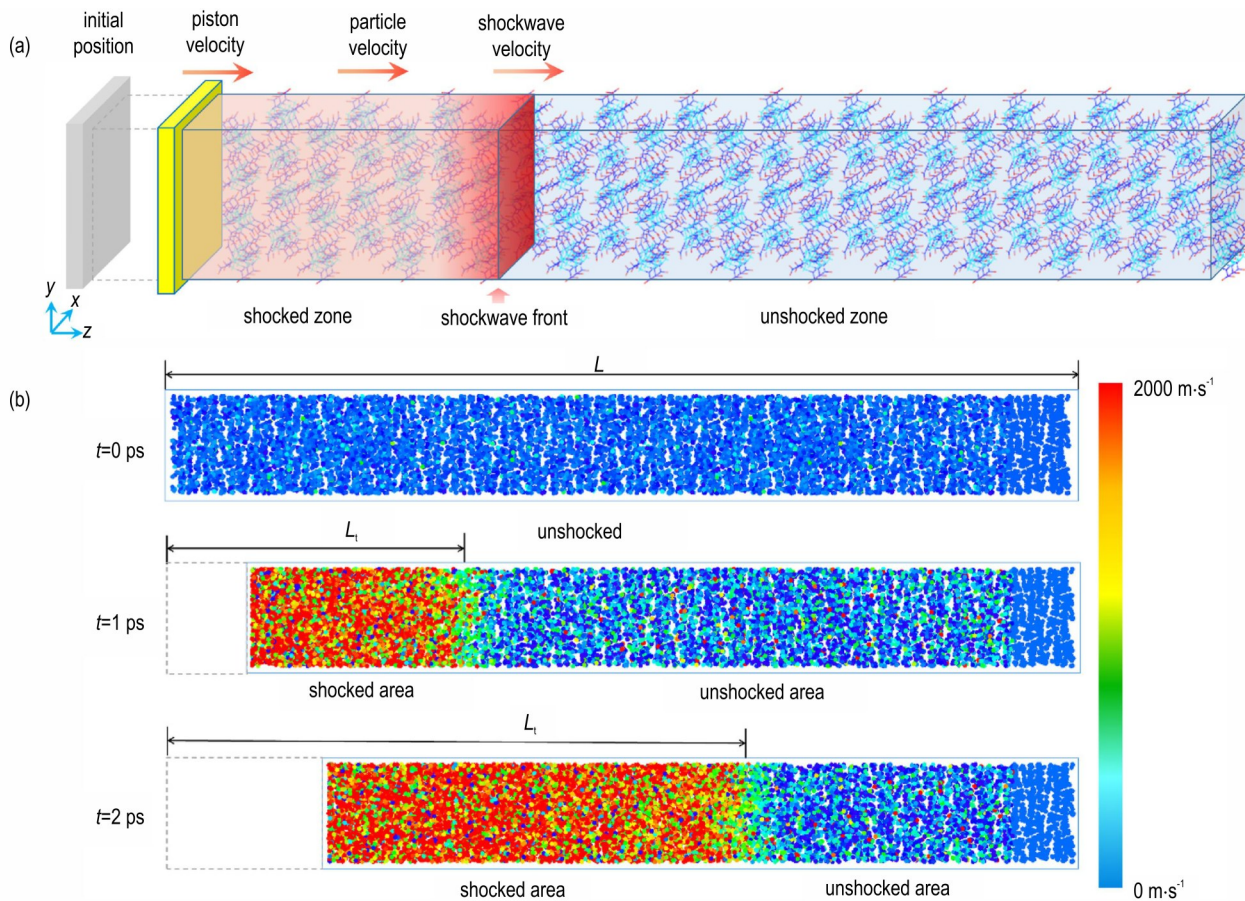 (a)
initial
position
piston
velocity
particle
velocity
shockwave
velocity
y
x
z
shocked zone
shockwave front
unshocked zone
(b)
L
2000 m·s⁻¹
t=0 ps
Lₜ
unshocked
t=1 ps
shocked area
unshocked area
Lₜ
t=2 ps
shocked area
unshocked area
0 m·s⁻¹